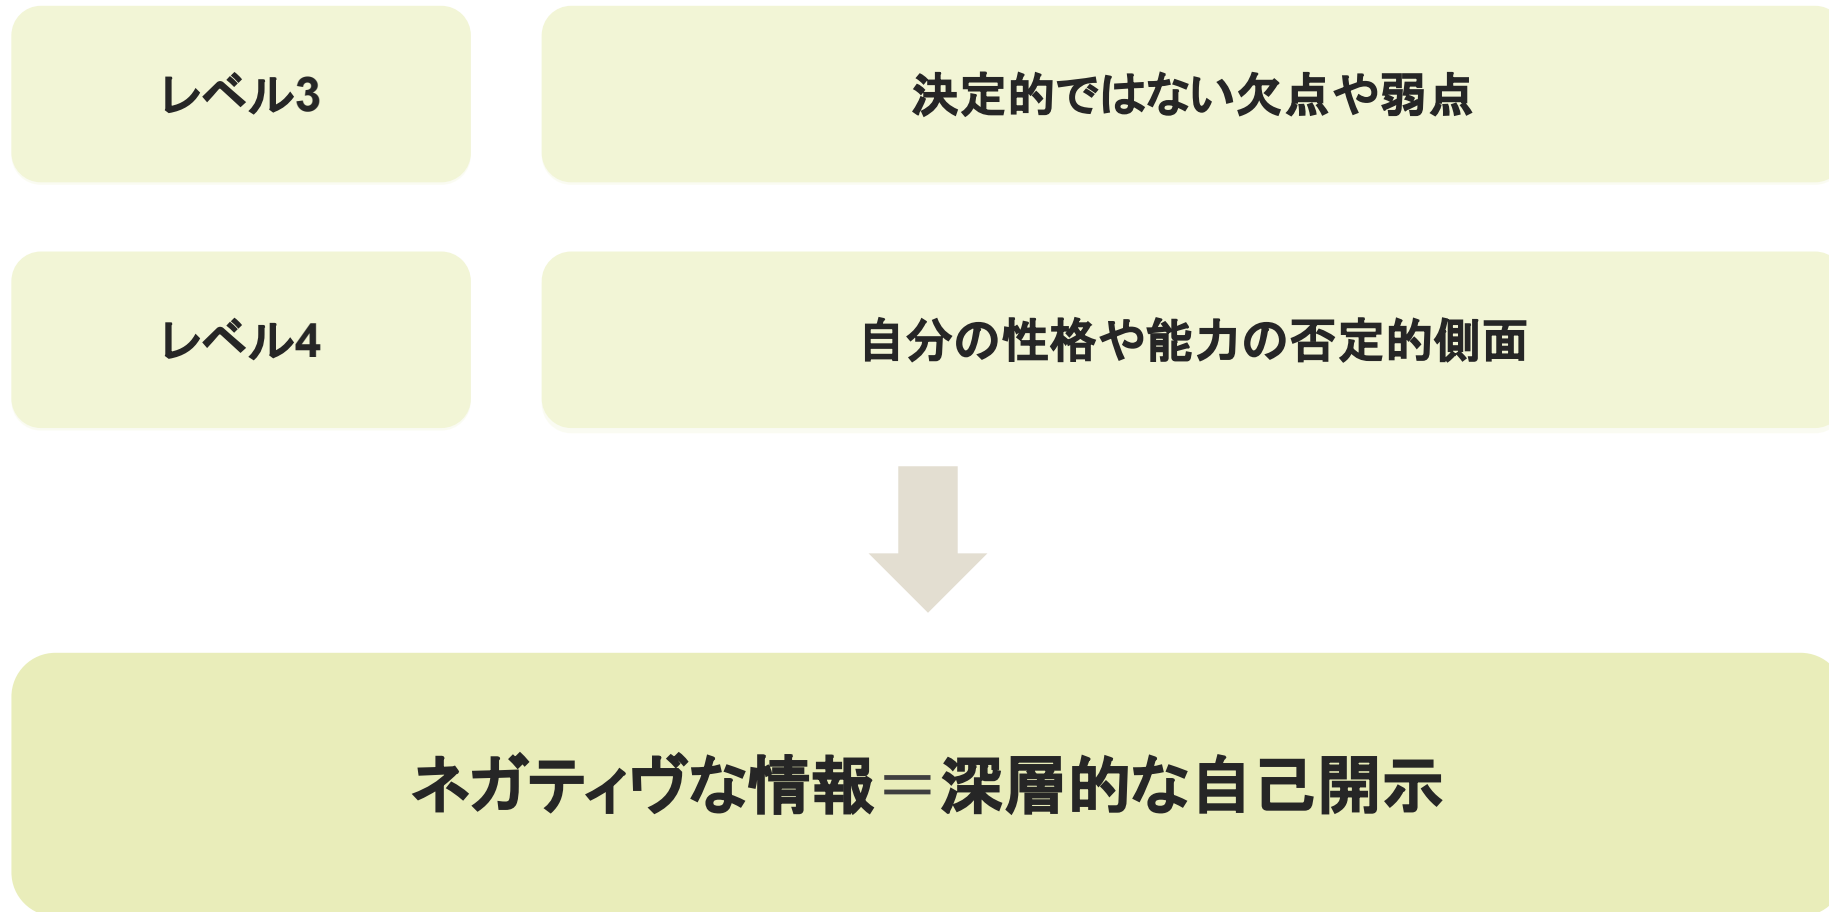 レベル3
決定的ではない欠点や弱点
レベル4
自分の性格や能力の否定的側面
ネガティヴな情報＝深層的な自己開示